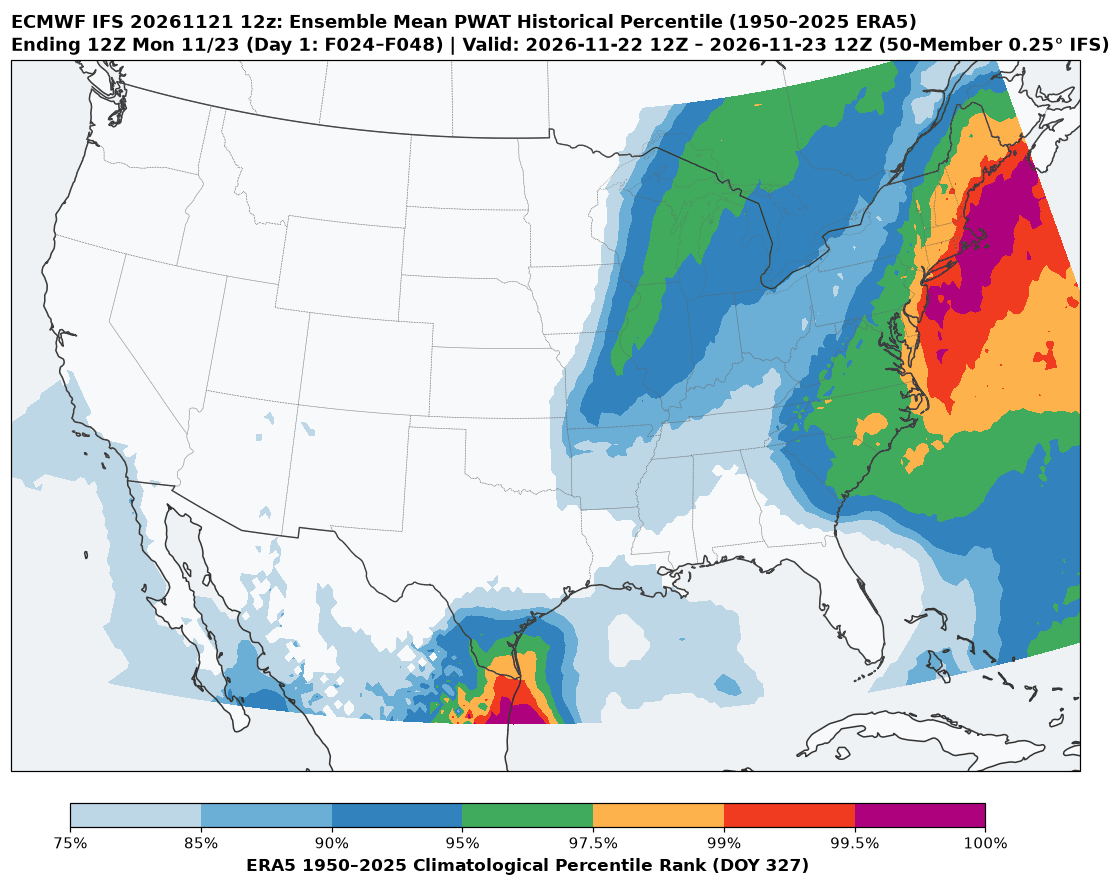 ECMWF IFS 20261121 12z: Ensemble Mean PWAT Historical Percentile (1950–2025 ERA5)
Ending 12Z Mon 11/23 (Day 1: F024–F048) | Valid: 2026-11-22 12Z – 2026-11-23 12Z (50-Member 0.25° IFS)
75% 85% 90% 95% 97.5% 99% 99.5% 100%
ERA5 1950–2025 Climatological Percentile Rank (DOY 327)